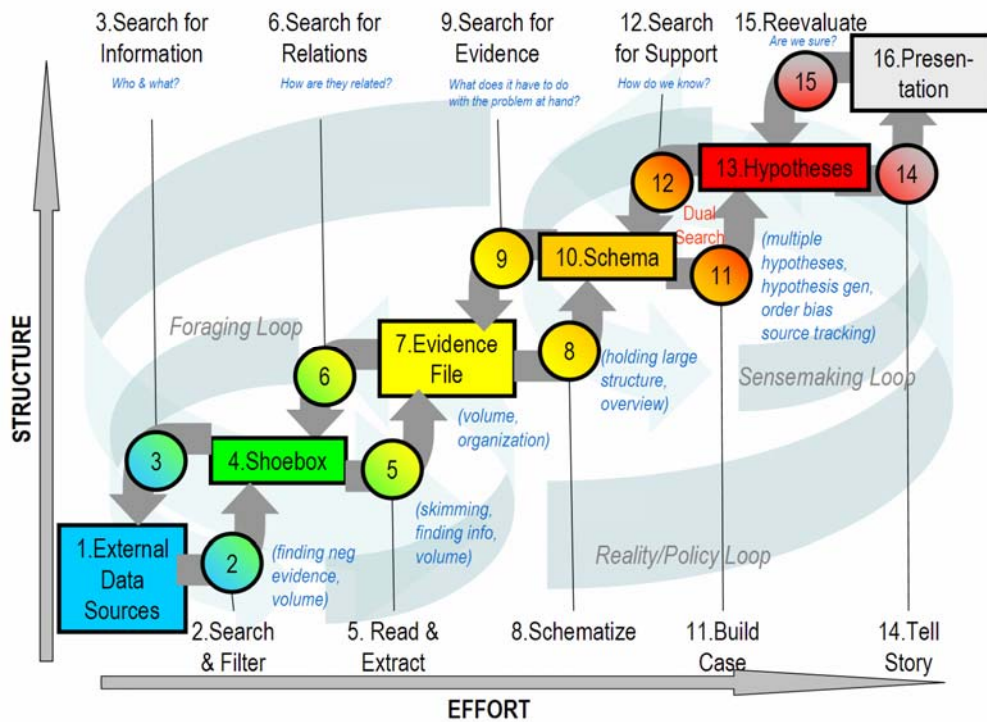 3.Search for
Information
Who & what?
6.Search for
Relations
How are they related?
9.Search for
Evidence
What does it have to do
with the problem at hand?
12.Search
for Support
How do we know?
15.Reevaluate
Are we sure?
15
16.Presen-
tation
12
13.Hypotheses
14
Dual
Search
9
10.Schema
11
(multiple
hypotheses,
hypothesis gen,
order bias
source tracking)
Foraging Loop
7.Evidence
File
8
(holding large
structure,
overview)
Sensemaking Loop
6
(volume,
organization)
3
4.Shoebox
5
(skimming,
finding info,
volume)
1.External
Data
Sources
2
(finding neg
evidence,
volume)
Reality/Policy Loop
2.Search
& Filter
5. Read &
Extract
8.Schematize
11.Build
Case
14.Tell
Story
STRUCTURE
EFFORT